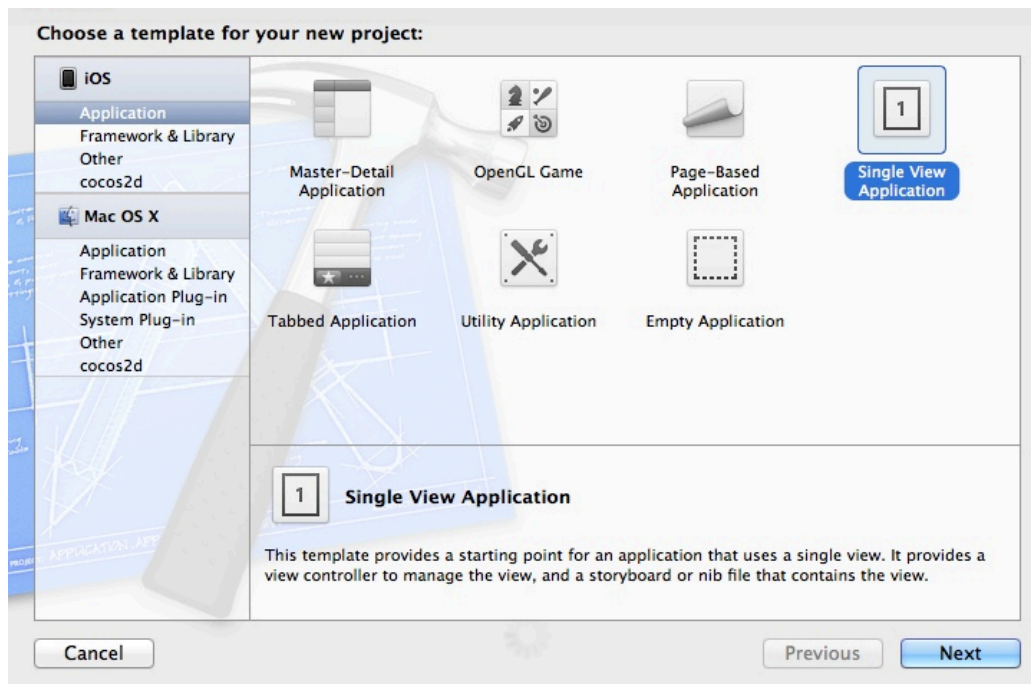 Choose a template for your new project:
iOS
Application
Framework & Library
Other
cocos2d
Mac OS X
Application
Framework & Library
Application Plug-in
System Plug-in
Other
cocos2d
Master-Detail
Application
OpenGL Game
Page-Based
Application
1
Single View
Application
Tabbed Application
Utility Application
Empty Application
1
Single View Application
This template provides a starting point for an application that uses a single view. It provides a
view controller to manage the view, and a storyboard or nib file that contains the view.
Cancel
Previous
Next